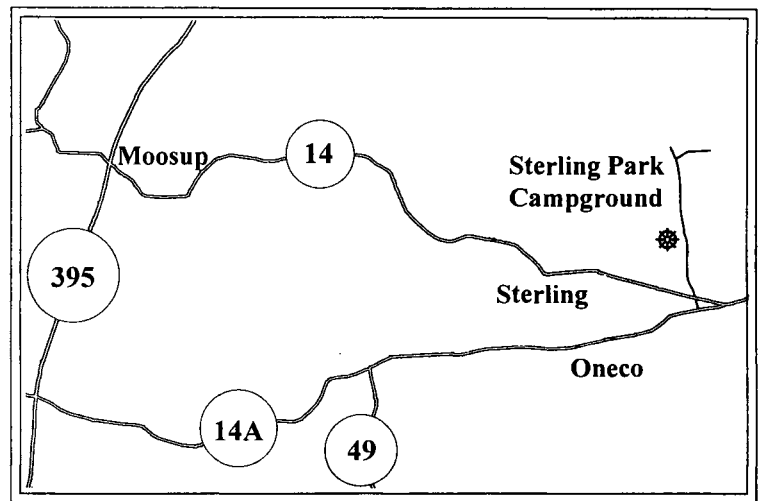 Moosup
14
Sterling Park
Campground
395
Sterling
Oneco
14A
49